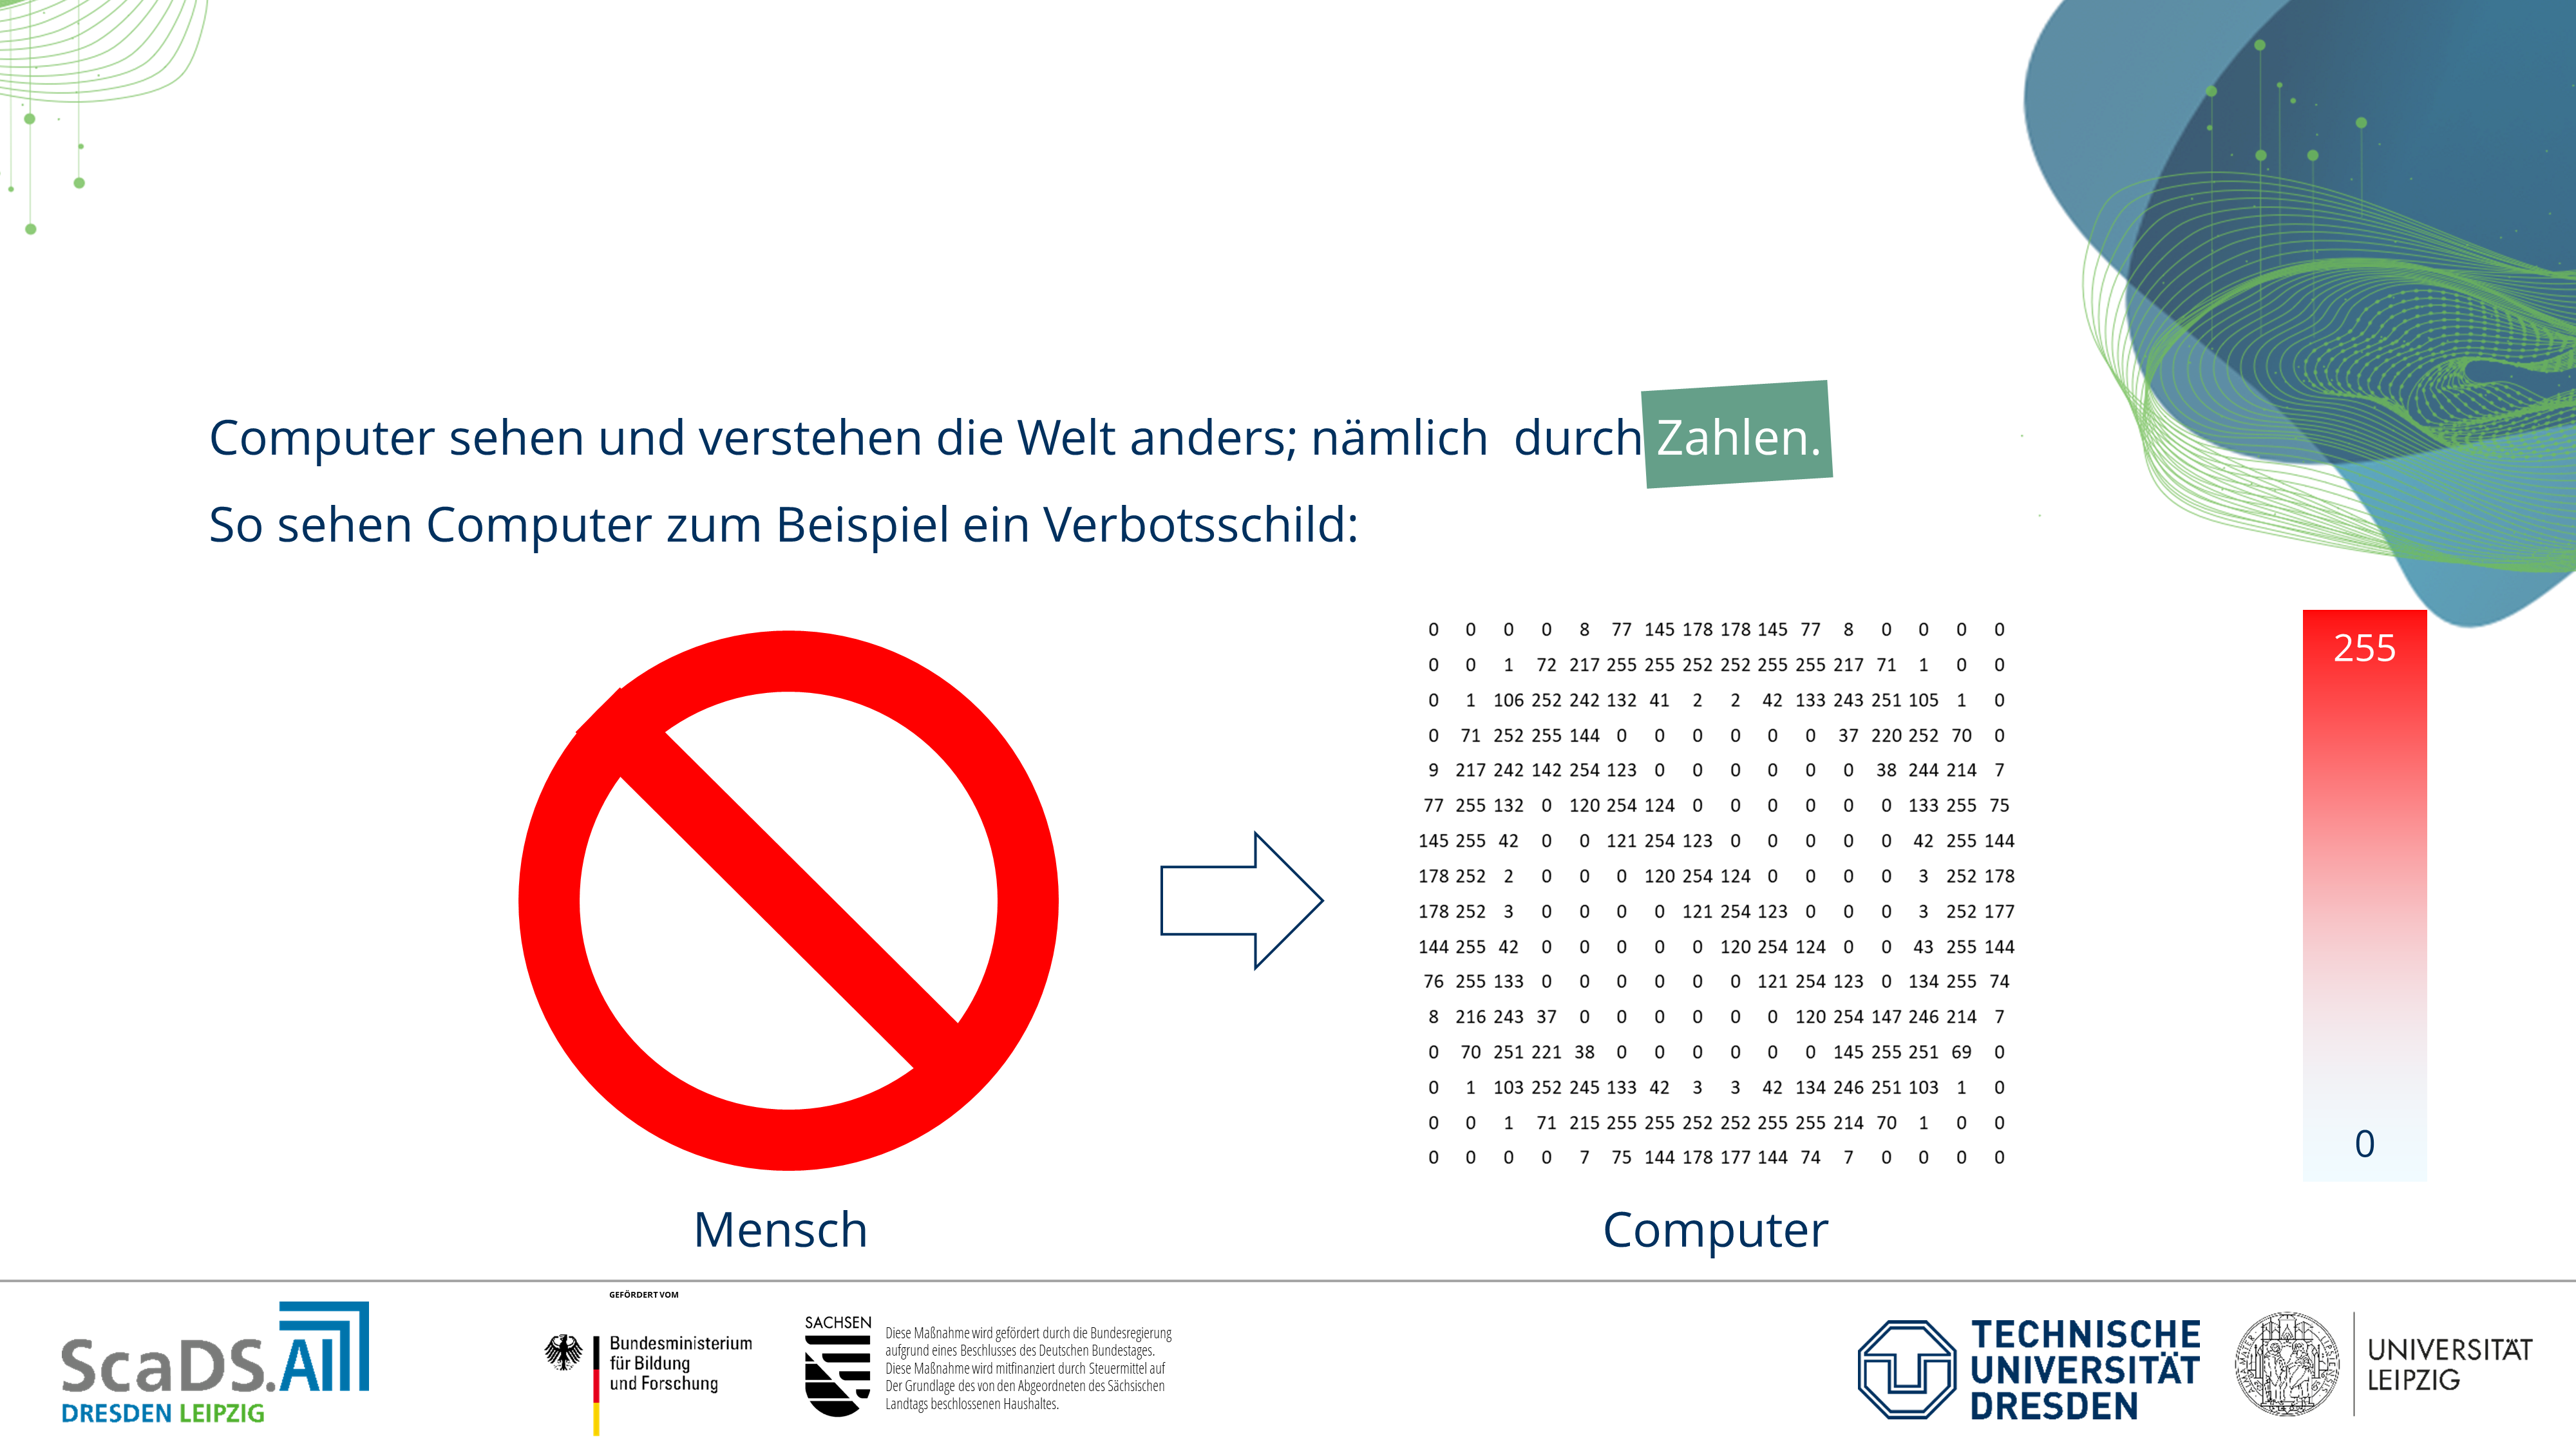 Computer sehen und verstehen die Welt anders; nämlich durch Zahlen.
So sehen Computer zum Beispiel ein Verbotsschild:
0 0 0 0 8 77 145 178 178 145 77 8 0 0 0 0
0 0 1 72 217 255 255 252 252 255 255 217 71 1 0 0
0 1 106 252 242 132 41 2 2 42 133 243 251 105 1 0
0 71 252 255 144 0 0 0 0 0 0 37 220 252 70 0
9 217 242 142 254 123 0 0 0 0 0 0 38 244 214 7
77 255 132 0 120 254 124 0 0 0 0 0 0 133 255 75
145 255 42 0 0 121 254 123 0 0 0 0 0 42 255 144
178 252 2 0 0 0 120 254 124 0 0 0 0 3 252 178
178 252 3 0 0 0 0 121 254 123 0 0 0 3 252 177
144 255 42 0 0 0 0 0 120 254 124 0 0 43 255 144
76 255 133 0 0 0 0 0 0 121 254 123 0 134 255 74
8 216 243 37 0 0 0 0 0 0 120 254 147 246 214 7
0 70 251 221 38 0 0 0 0 0 0 145 255 251 69 0
0 1 103 252 245 133 42 3 3 42 134 246 251 103 1 0
0 0 1 71 215 255 255 252 252 255 255 214 70 1 0 0
0 0 0 0 7 75 144 178 177 144 74 7 0 0 0 0
255
0
Mensch
Computer
ScaDS.AI
DRESDEN LEIPZIG
GEFÖRDERT VOM
Bundesministerium
für Bildung
und Forschung
SACHSEN
Diese Maßnahme wird gefördert durch die Bundesregierung
aufgrund eines Beschlusses des Deutschen Bundestages.
Diese Maßnahme wird mitfinanziert durch Steuermittel auf
Der Grundlage des von den Abgeordneten des Sächsischen
Landtags beschlossenen Haushaltes.
TECHNISCHE
UNIVERSITÄT
DRESDEN
UNIVERSITÄT
LEIPZIG